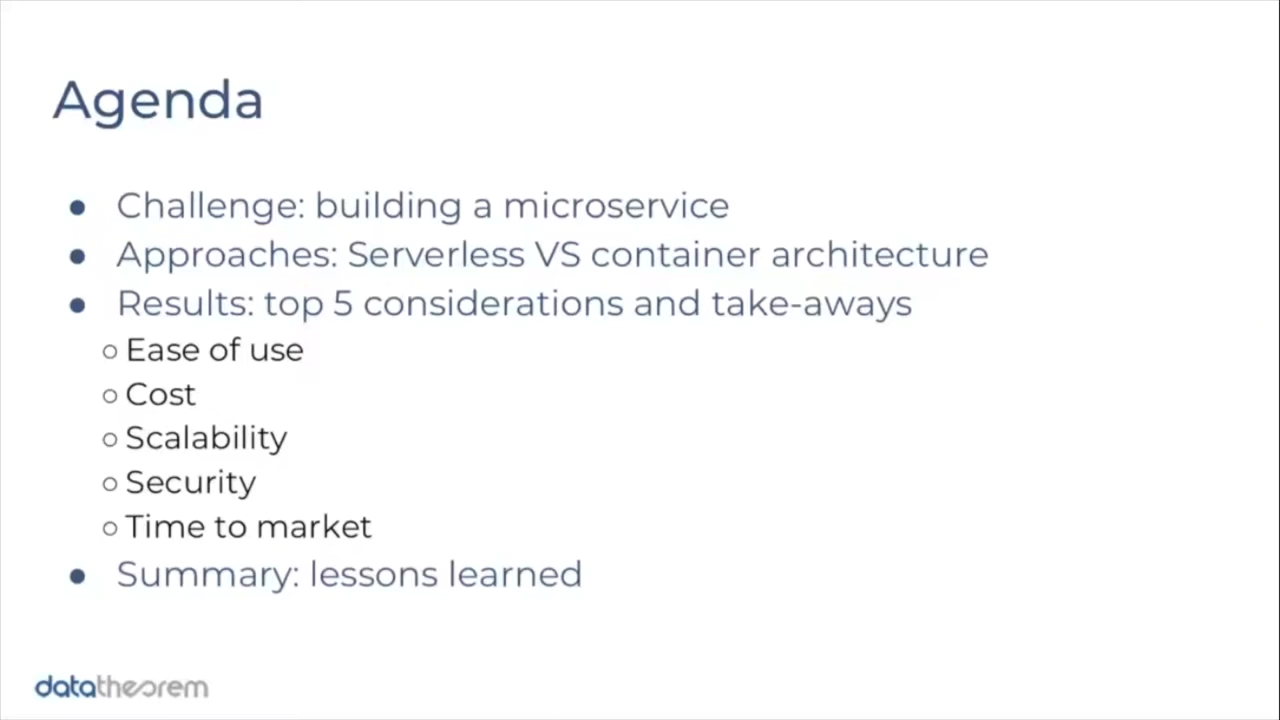 Agenda
● Challenge: building a microservice
● Approaches: Serverless VS container architecture
● Results: top 5 considerations and take-aways
○ Ease of use
○ Cost
○ Scalability
○ Security
○ Time to market
● Summary: lessons learned
datatheorem